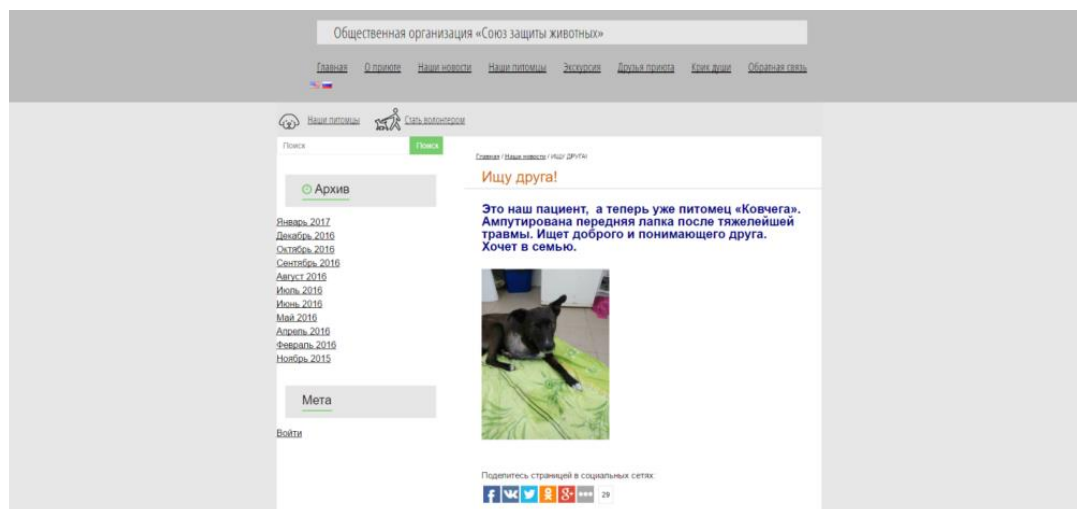 Общественная организация «Союз защиты животных»
Главная О приюте Наши новости Наши питомцы Экскурсия Друзья приюта Крик души Обратная связь
Наши питомцы Стать волонтером
Поиск Поиск
Главная / Наши новости / ИЩУ ДРУГА!
Ищу друга!
Архив
Это наш пациент, а теперь уже питомец «Ковчега».
Ампутирована передняя лапка после тяжелейшей
травмы. Ищет доброго и понимающего друга.
Хочет в семью.
Январь 2017
Декабрь 2016
Октябрь 2016
Сентябрь 2016
Август 2016
Июль 2016
Июнь 2016
Май 2016
Апрель 2016
Февраль 2016
Ноябрь 2015
Мета
Войти
Поделитесь страницей в социальных сетях:
29